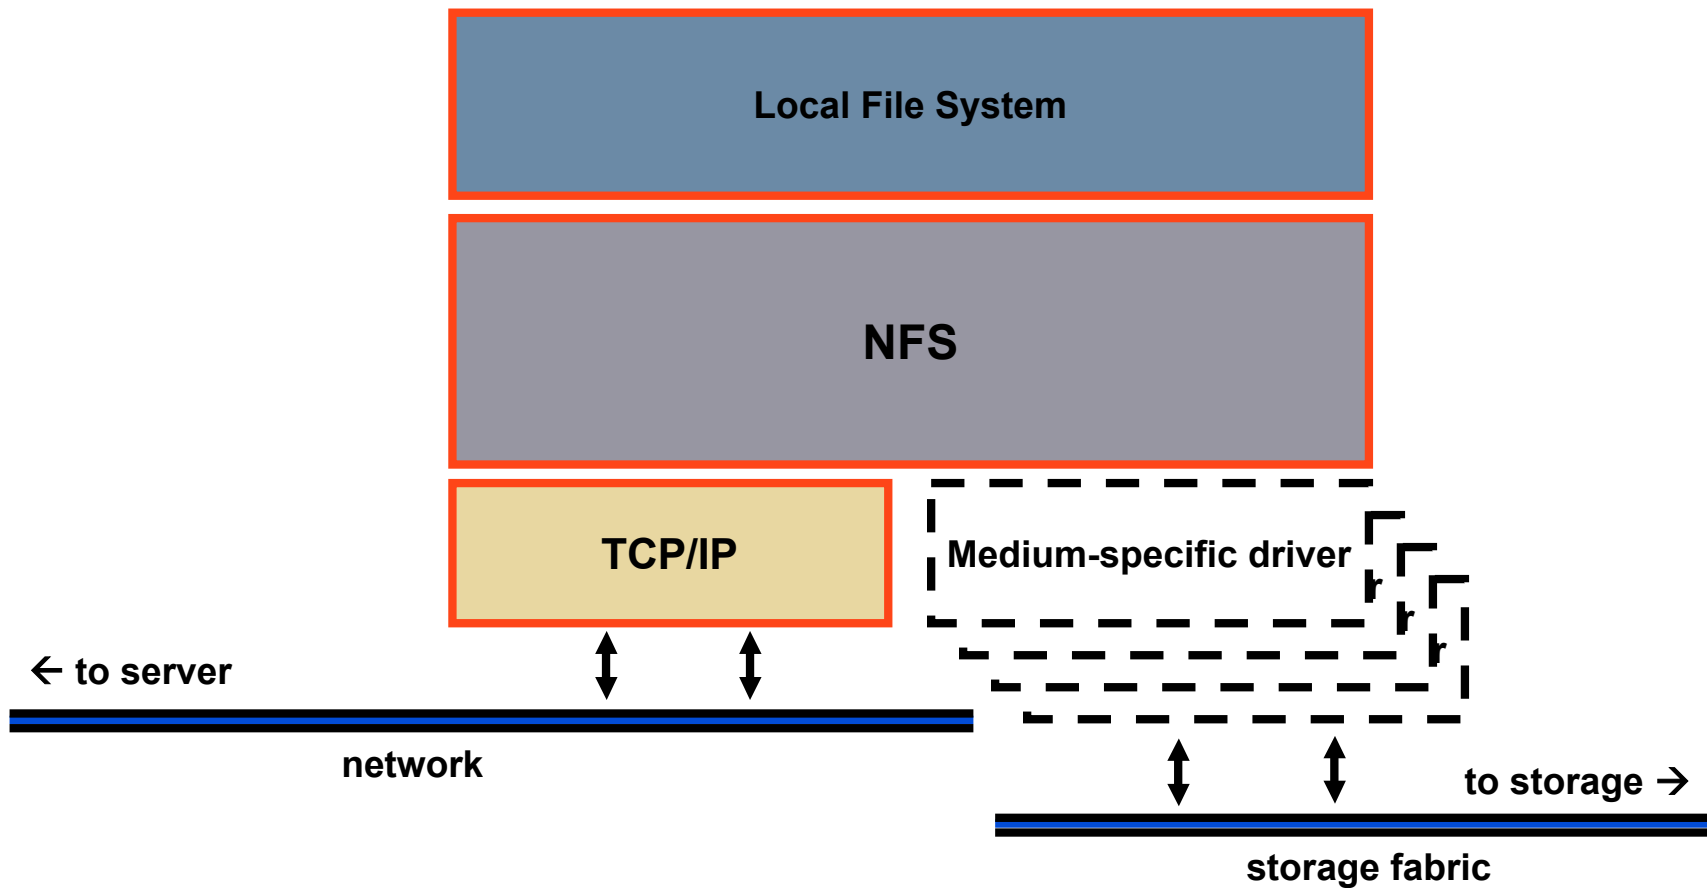 Local File System
NFS
TCP/IP
Medium-specific driver
r
r
r
← to server
network
to storage →
storage fabric